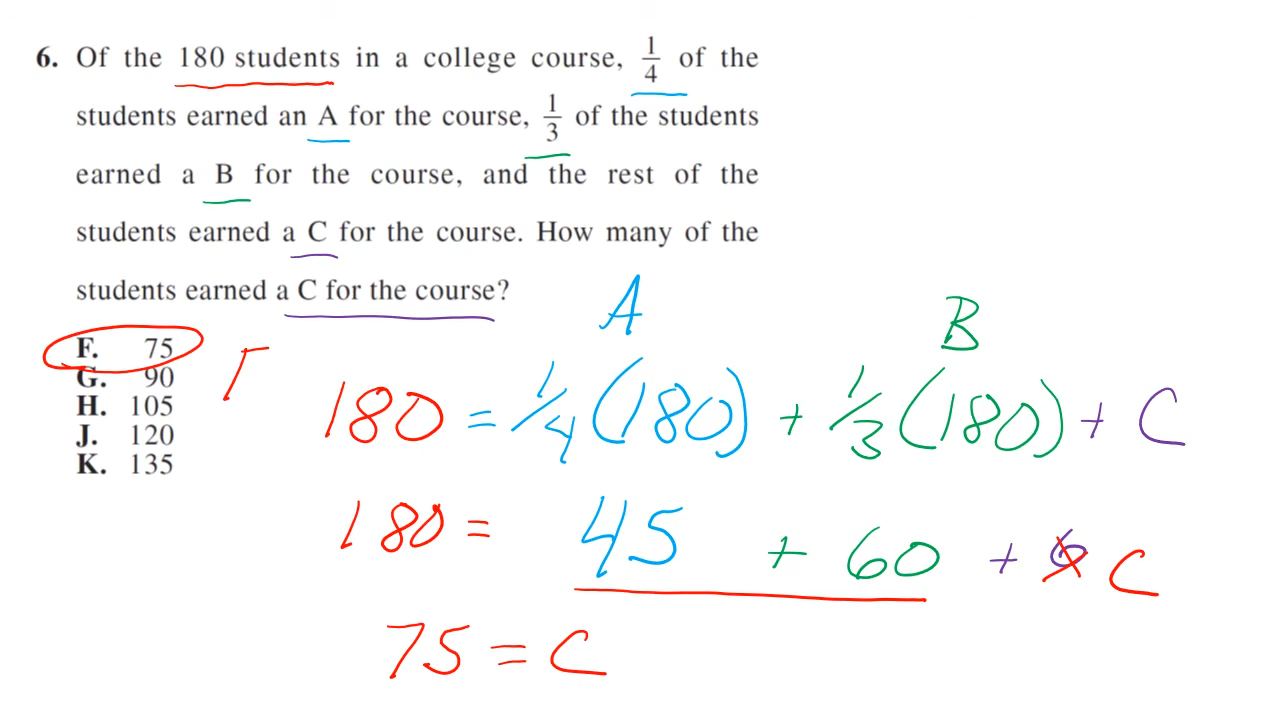 6. Of the 180 students in a college course, 1/4 of the
students earned an A for the course, 1/3 of the students
earned a B for the course, and the rest of the
students earned a C for the course. How many of the
students earned a C for the course?
F. 75
G. 90
H. 105
J. 120
K. 135
A B
180 = 1/4 (180) + 1/3 (180) + C
180 = 45 + 60 + C
75 = C